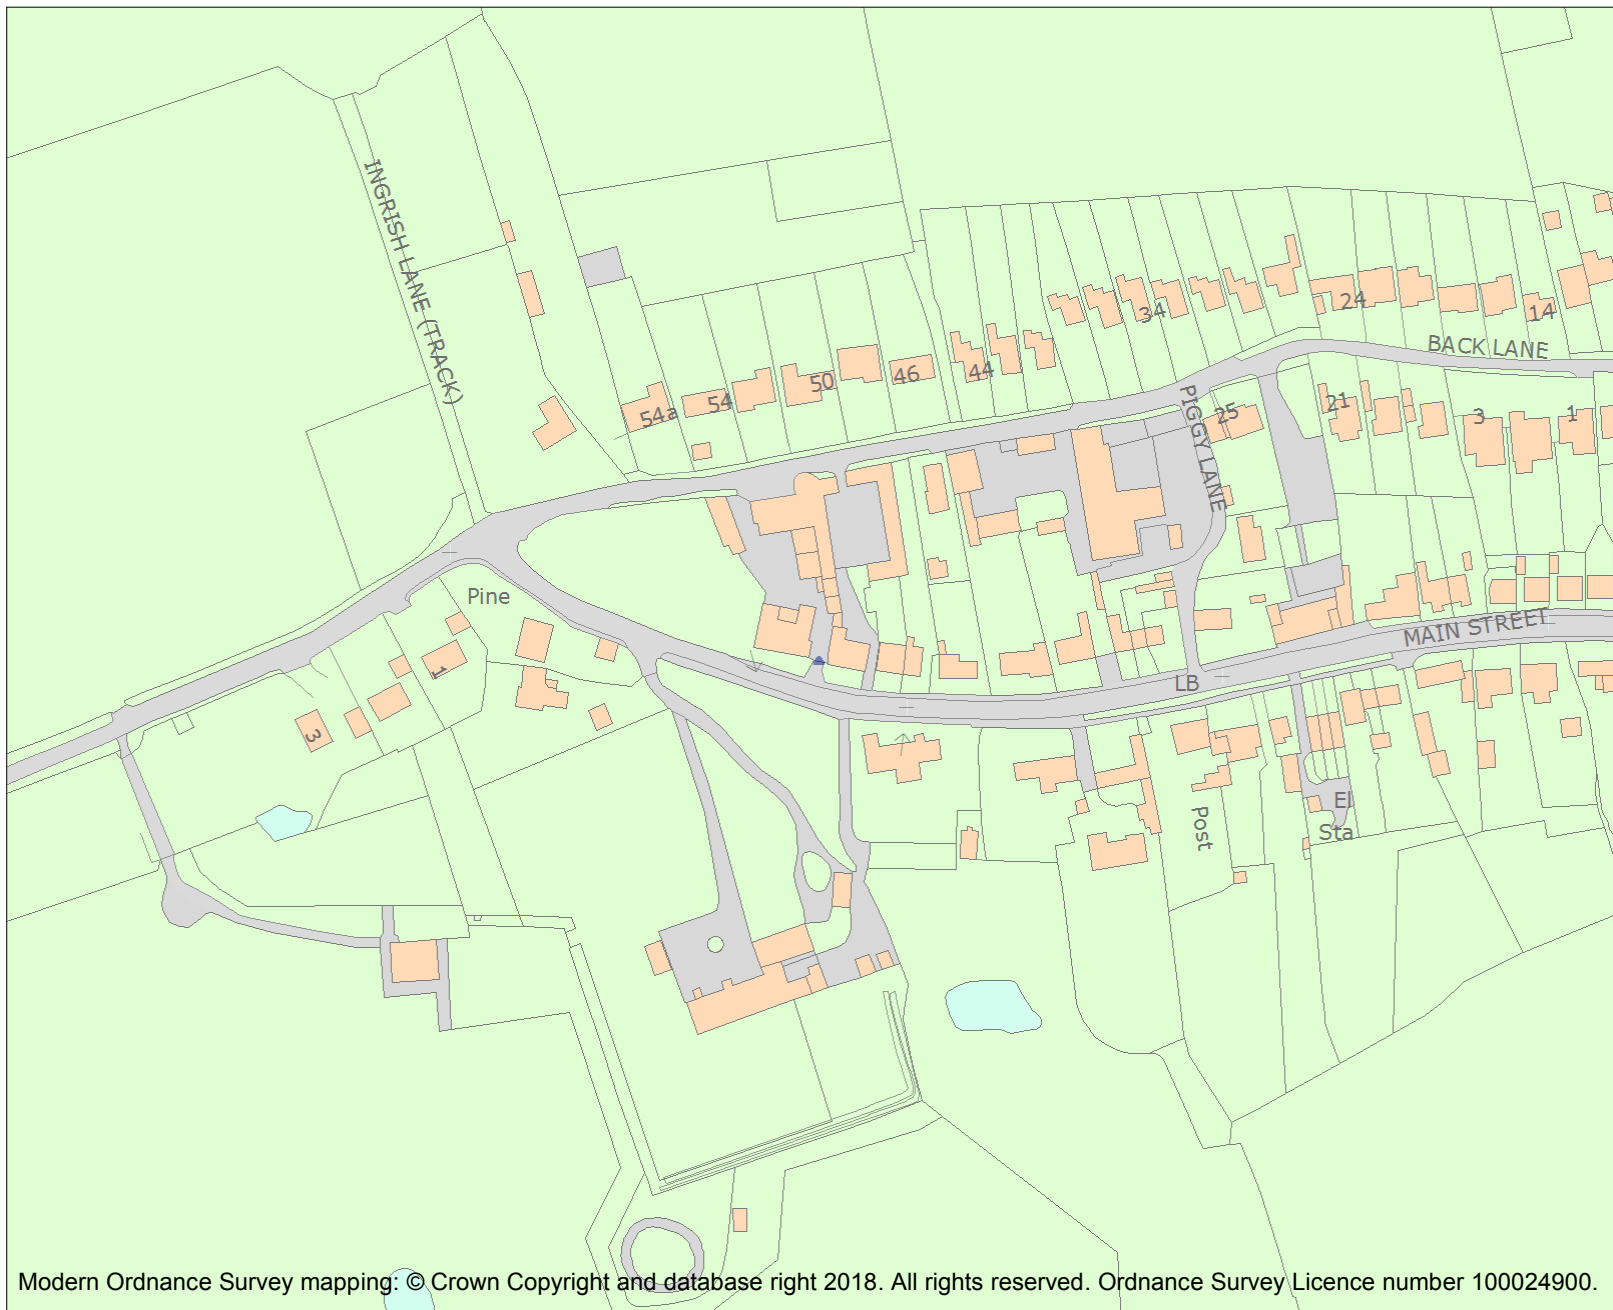 INGRISH LANE (TRACK)
24
34
14
BACK LANE
44
46
50
54
54a
PIGGY LANE
25
21
3
1
Pine
MAIN STREET
1
LB
3
El
Sta
Post
Modern Ordnance Survey mapping: © Crown Copyright and database right 2018. All rights reserved. Ordnance Survey Licence number 100024900.